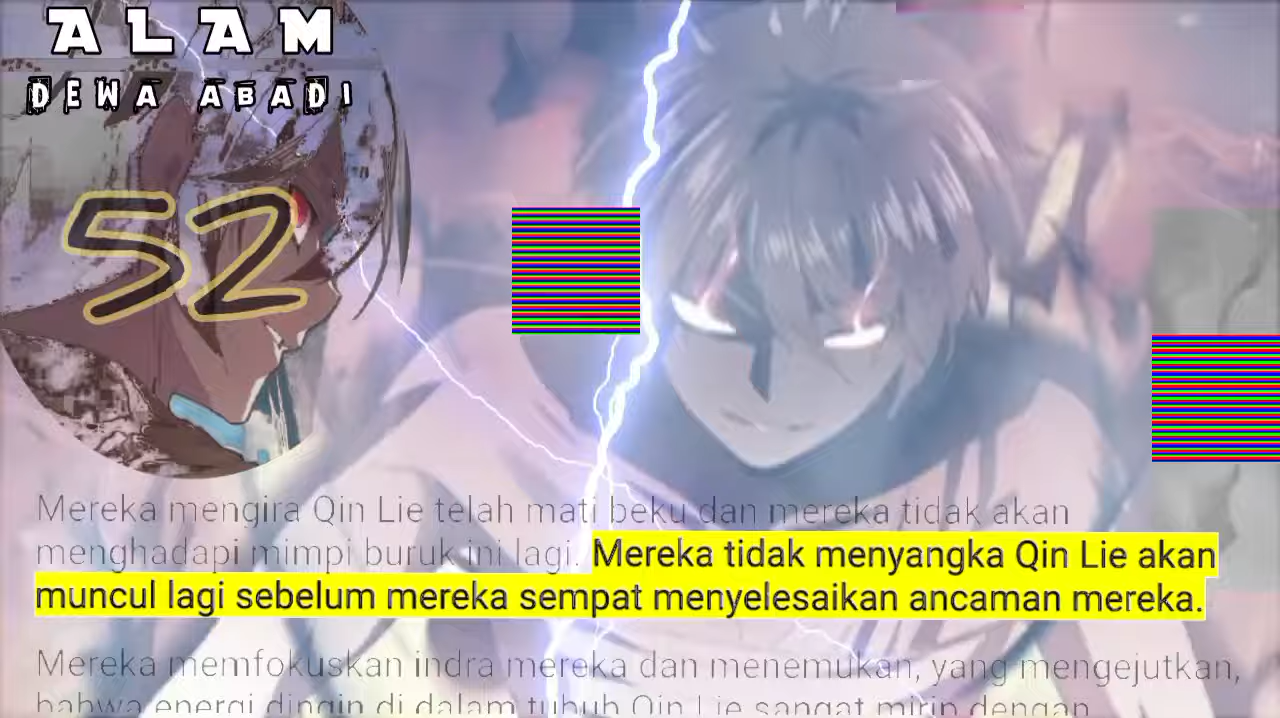 ALAM
DEWA ABADI
52
Mereka mengira Qin Lie telah mati beku dan mereka tidak akan
menghadapi mimpi buruk ini lagi. Mereka tidak menyangka Qin Lie akan
muncul lagi sebelum mereka sempat menyelesaikan ancaman mereka.
Mereka memfokuskan indra mereka dan menemukan, yang mengejutkan,
bahwa energi dingin di dalam tubuh Qin Lie sangat mirip dengan